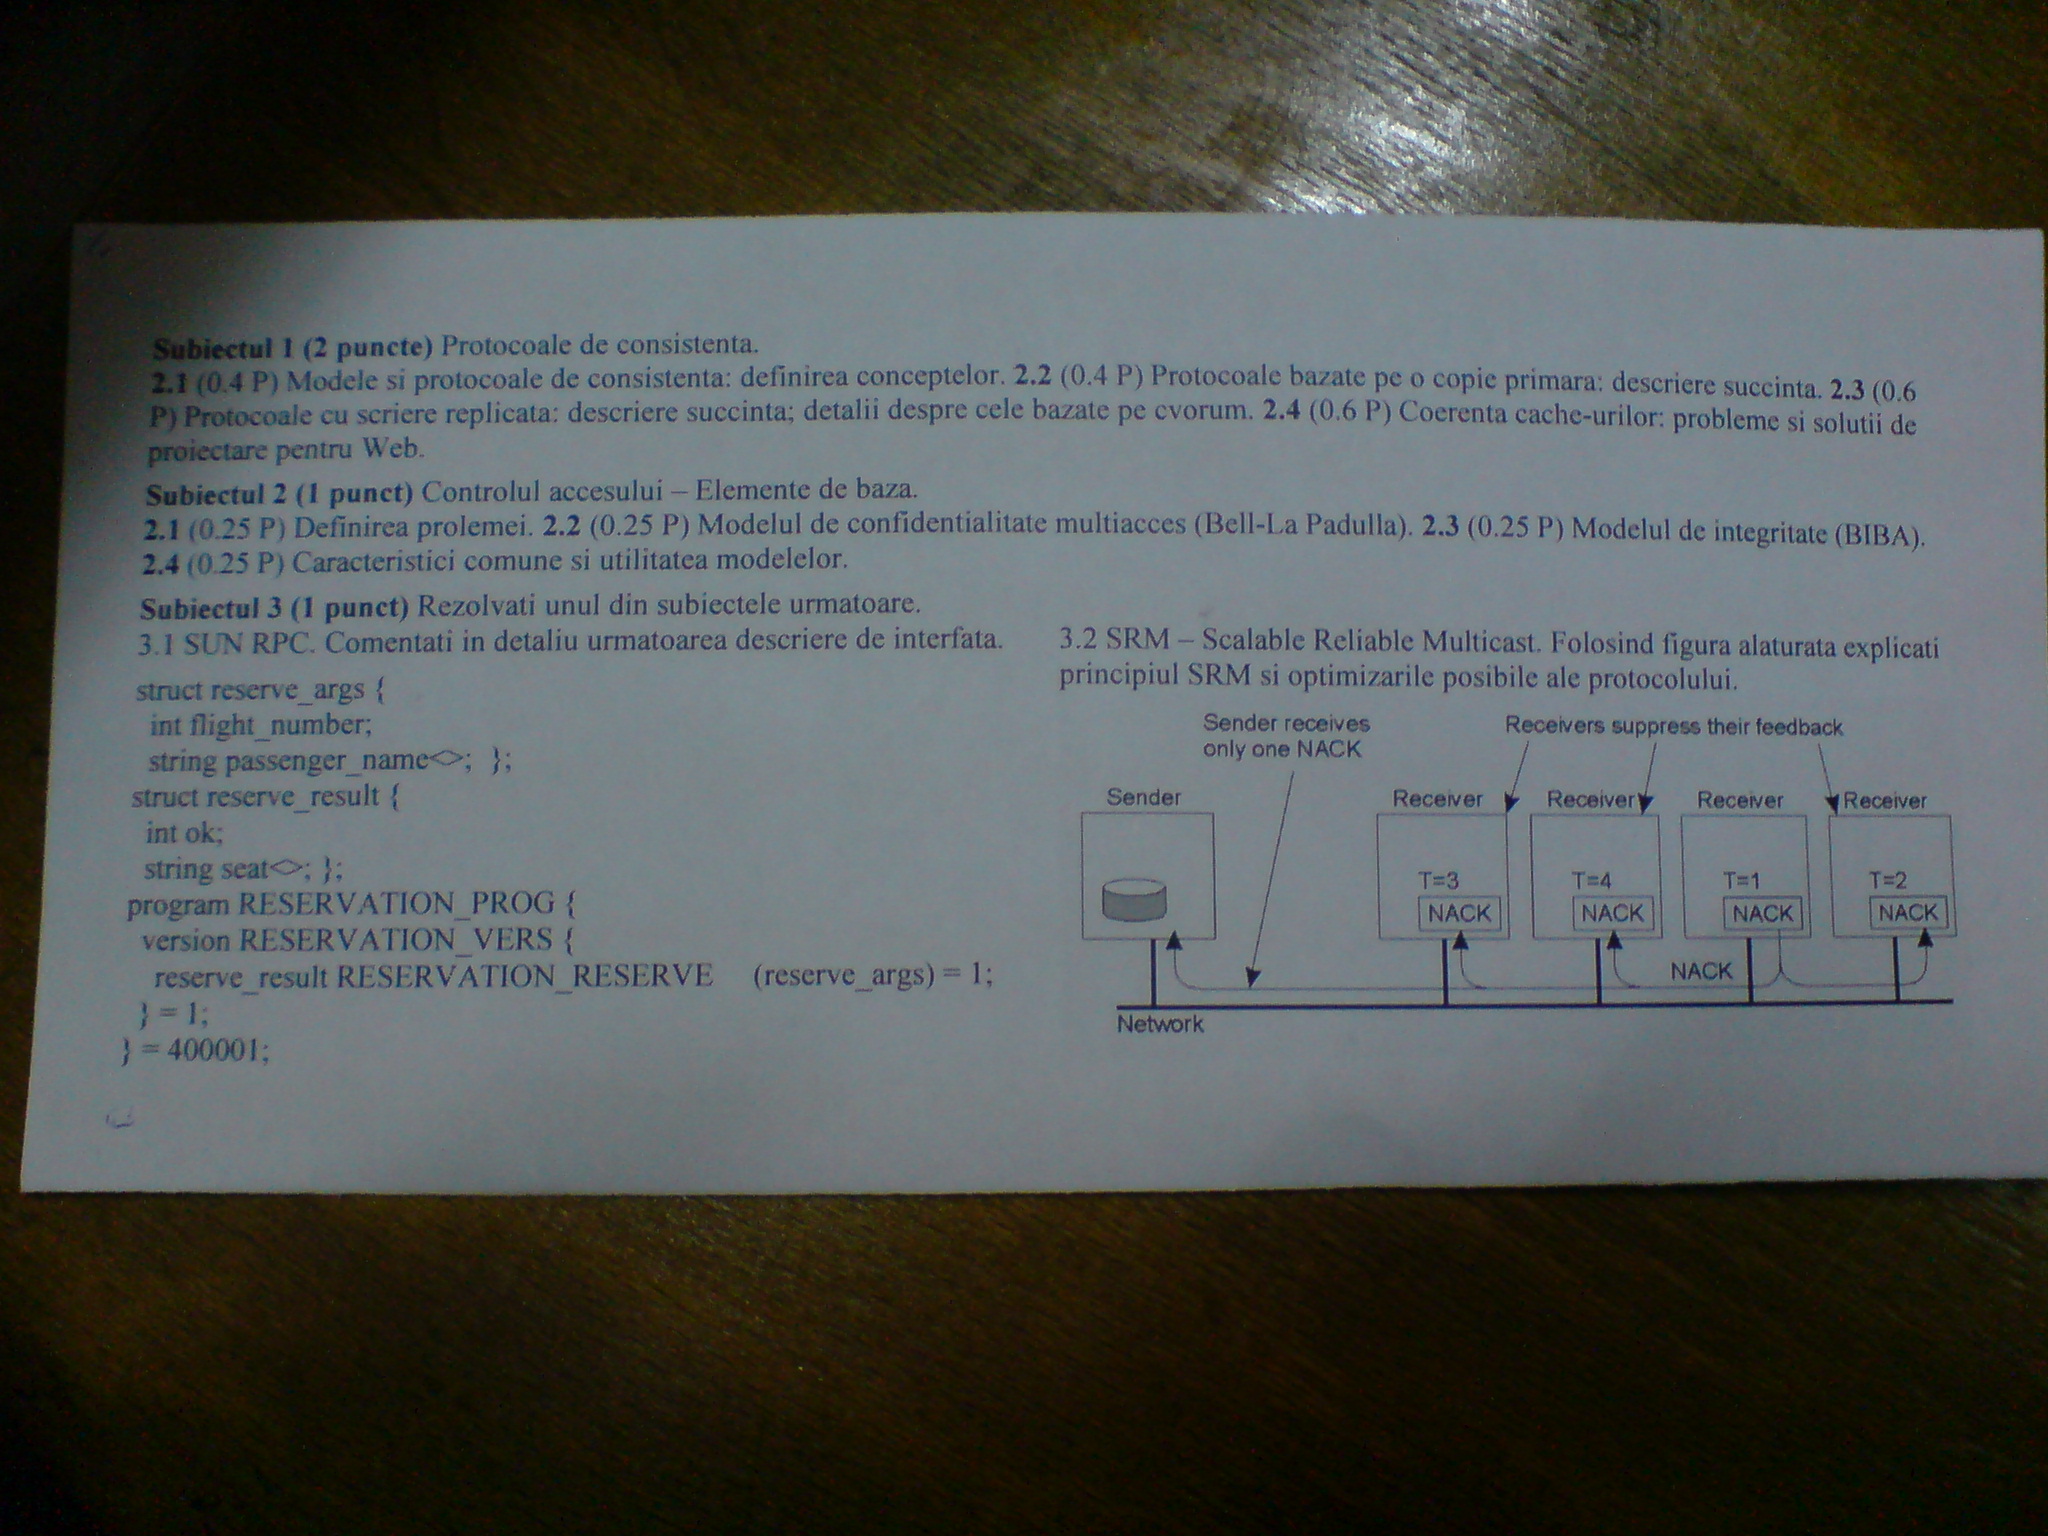 Subiectul 1 (2 puncte) Protocoale de consistenta.
2.1 (0.4 P) Modele si protocoale de consistenta: definirea conceptelor. 2.2 (0.4 P) Protocoale bazate pe o copie primara: descriere succinta. 2.3 (0.6
P) Protocoale cu scriere replicata: descriere succinta; detalii despre cele bazate pe cvorum. 2.4 (0.6 P) Coerenta cache-urilor: probleme si solutii de
proiectare pentru Web.
Subiectul 2 (1 punct) Controlul accesului – Elemente de baza.
2.1 (0.25 P) Definirea prolemei. 2.2 (0.25 P) Modelul de confidentialitate multiacces (Bell-La Padulla). 2.3 (0.25 P) Modelul de integritate (BIBA).
2.4 (0.25 P) Caracteristici comune si utilitatea modelelor.
Subiectul 3 (1 punct) Rezolvati unul din subiectele urmatoare.
3.1 SUN RPC. Comentati in detaliu urmatoarea descriere de interfata.
struct reserve_args {
int flight_number;
string passenger_name<>; };
struct reserve_result {
int ok;
string seat<>; };
program RESERVATION_PROG {
version RESERVATION_VERS {
reserve_result RESERVATION_RESERVE (reserve_args) = 1;
} = 1;
} = 400001;
3.2 SRM – Scalable Reliable Multicast. Folosind figura alaturata explicati
principiul SRM si optimizarile posibile ale protocolului.
Sender receives
only one NACK
Receivers suppress their feedback
Sender
Receiver
Receiver
Receiver
Receiver
T=3
T=4
T=1
T=2
NACK
NACK
NACK
NACK
NACK
Network